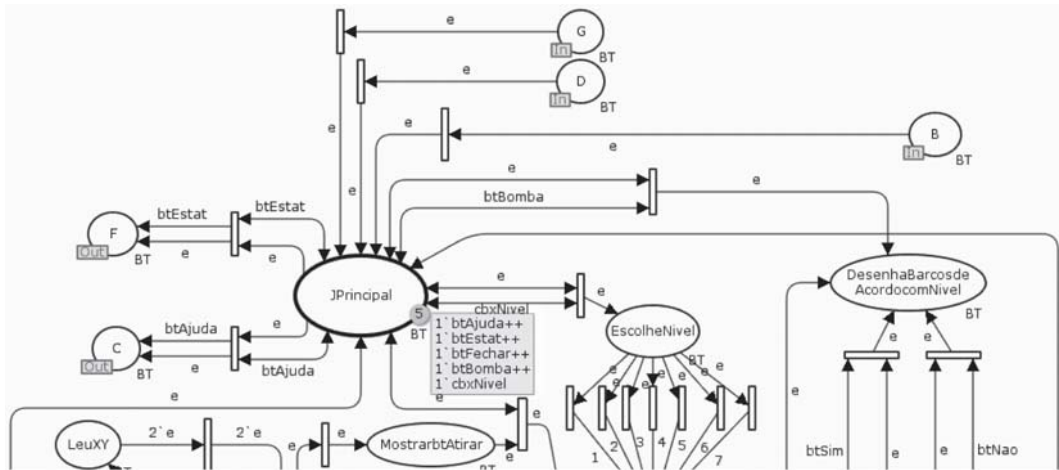 e
G
In
BT
e
D
In
BT
e
B
In
BT
e
e
e
e
btBomba
e
btEstat
btEstat
F
Out
BT
e
e
JPrincipal
5
BT
1`btAjuda++
1`btEstat++
1`btFechar++
1`btBomba++
1`cbxNivel
e
cbxNivel
e
EscolheNivel
BT
DesenhaBarcosde
AcordocomNivel
BT
btAjuda
e
C
Out
BT
e
btAjuda
e
e
e
e
e
e
e
e
e
e
e
e
e
LeuXY
2`e
2`e
e
e
MostrarbtAtirar
BT
e
e
1
2
3
4
5
6
7
btSim
e
e
btNao